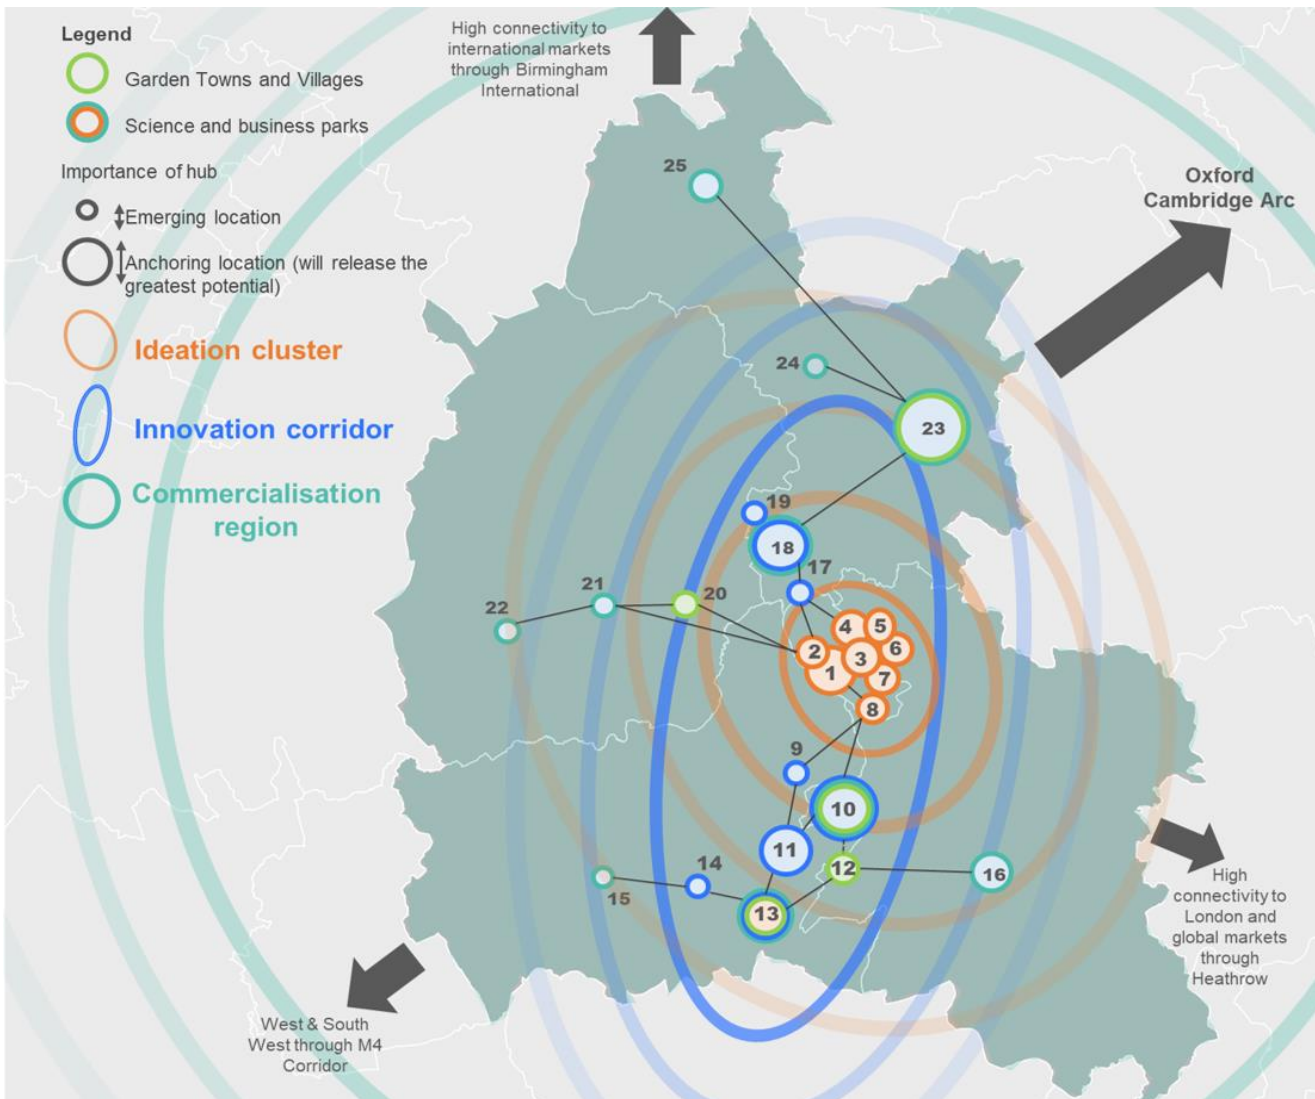 Legend
Garden Towns and Villages
Science and business parks
Importance of hub
Emerging location
Anchoring location (will release the
greatest potential)
Ideation cluster
Innovation corridor
Commercialisation
region
High connectivity to
international markets
through Birmingham
International
Oxford
Cambridge Arc
25
24
23
19
18
17
21
20
22
4
5
2
3
6
1
7
8
9
10
11
14
12
16
15
13
High
connectivity to
London and
global markets
through
Heathrow
West & South
West through M4
Corridor